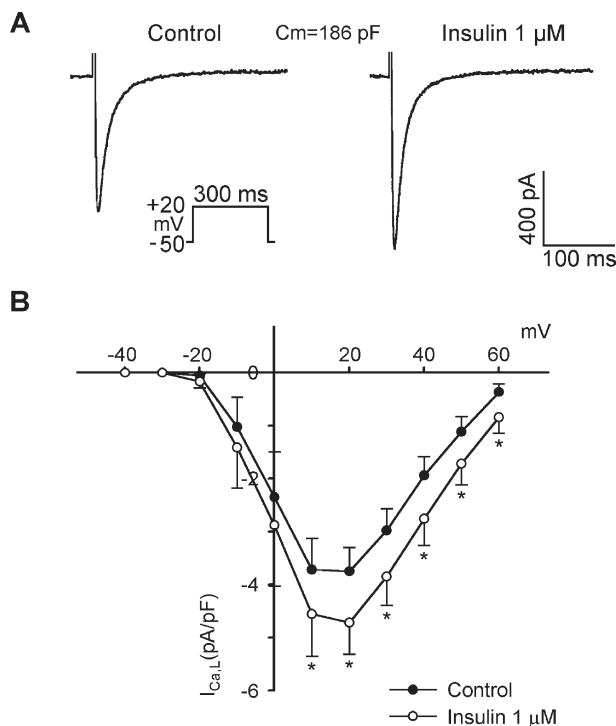 A
Control Cm=186 pF Insulin 1 µM
300 ms
+20
mV
-50
400 pA
100 ms
B
mV
-40 -20 0 20 40 60
-2
-4
-6
I Ca,L (pA/pF)
* * * * * *
Control
Insulin 1 µM